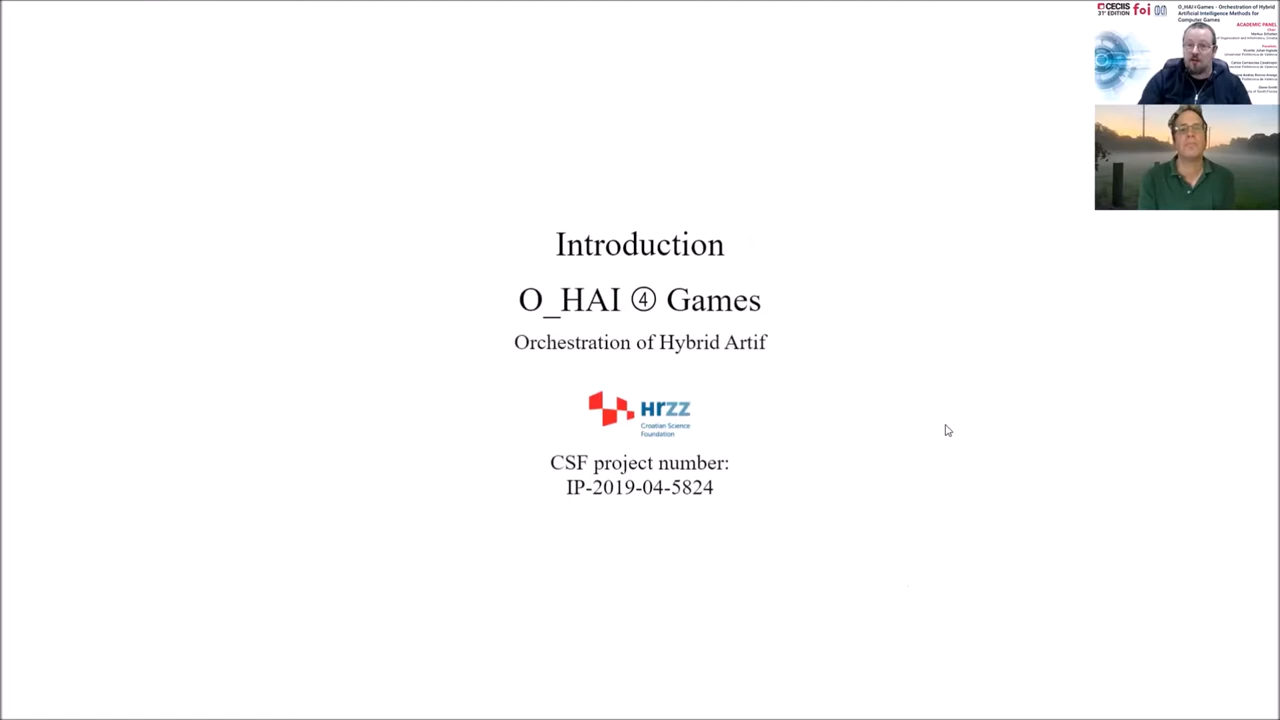 Introduction
O_HAI ④ Games
Orchestration of Hybrid Artif
HRZZ
Croatian Science
Foundation
CSF project number:
IP-2019-04-5824
CECIIS
31st EDITION
foi
O_HAI4Games - Orchestration of Hybrid
Artificial Intelligence Methods for
Computer Games
ACADEMIC PANEL